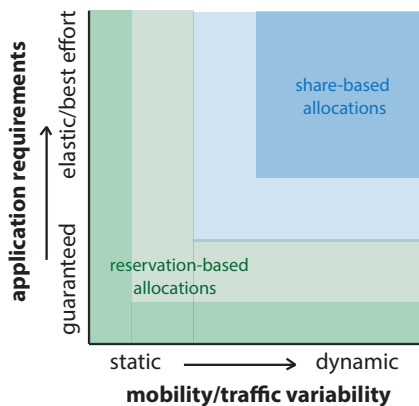 application requirements
elastic/best effort
guaranteed
share-based
allocations
reservation-based
allocations
static
dynamic
mobility/traffic variability